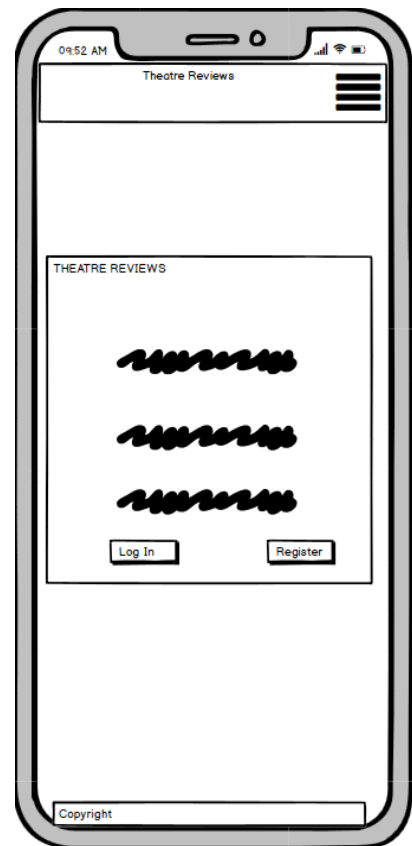 09:52 AM
Theatre Reviews
THEATRE REVIEWS
Log In
Register
Copyright